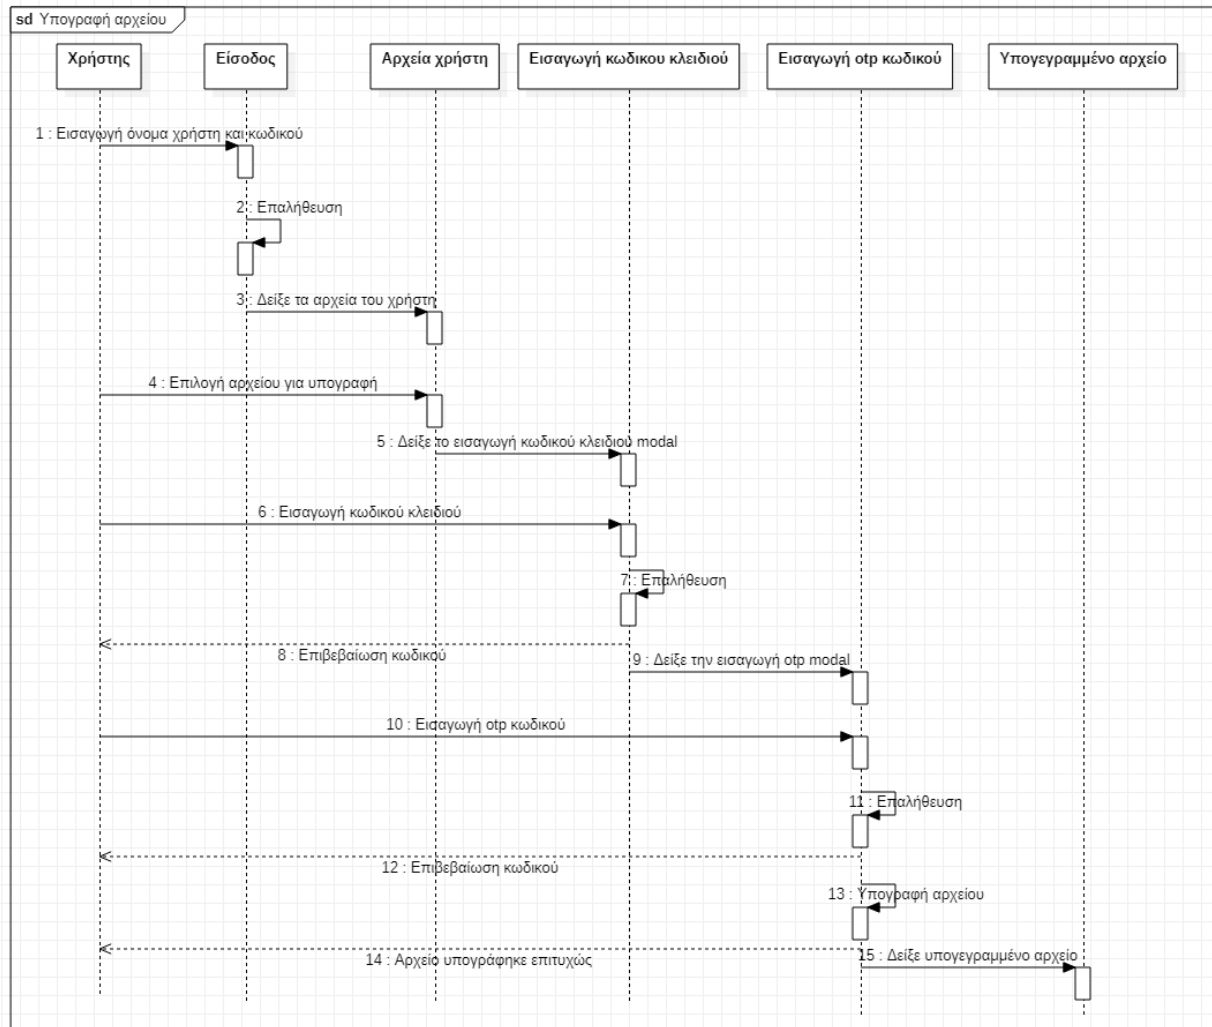 sd Υπογραφή αρχείου
Χρήστης
Είσοδος
Αρχεία χρήστη
Εισαγωγή κωδικου κλειδιού
Εισαγωγή otp κωδικού
Υπογεγραμμένο αρχείο
1 : Εισαγωγή όνομα χρήστη και κωδικού
2 : Επαλήθευση
3 : Δείξε τα αρχεία του χρήστη
4 : Επιλογή αρχείου για υπογραφή
5 : Δείξε το εισαγωγή κωδικού κλειδιού modal
6 : Εισαγωγή κωδικού κλειδιού
7 : Επαλήθευση
8 : Επιβεβαίωση κωδικού
9 : Δείξε την εισαγωγή otp modal
10 : Εισαγωγή otp κωδικού
11 : Επαλήθευση
12 : Επιβεβαίωση κωδικού
13 : Υπογραφή αρχείου
14 : Αρχείο υπογράφηκε επιτυχώς
15 : Δείξε υπογεγραμμένο αρχείο